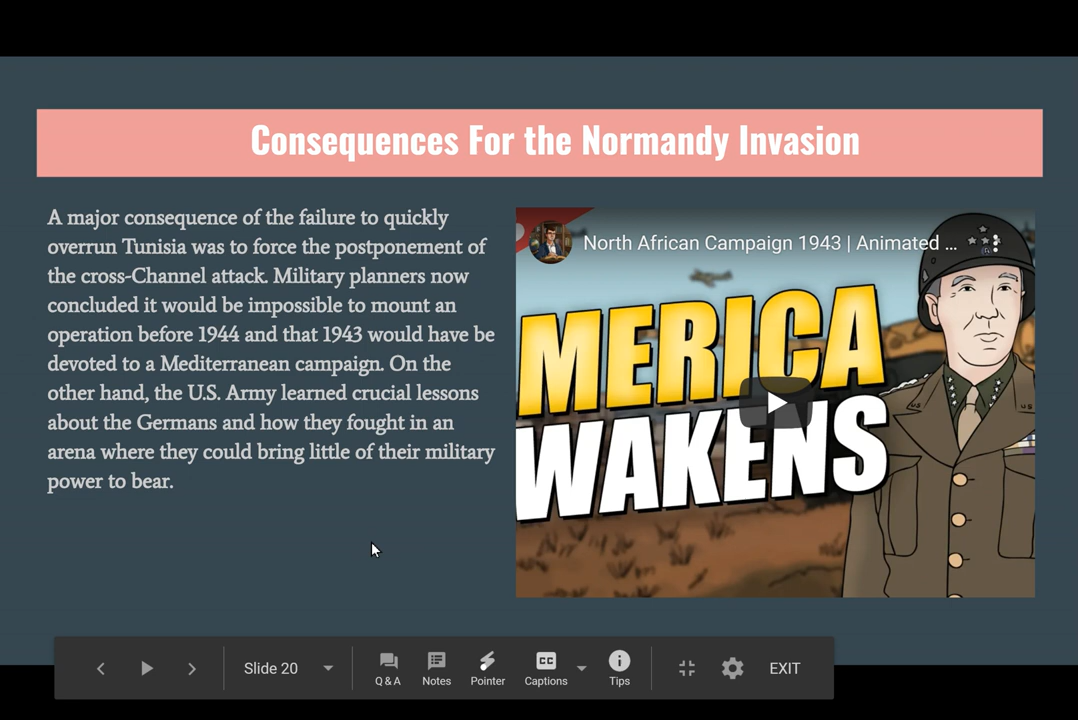 Consequences For the Normandy Invasion
A major consequence of the failure to quickly
overrun Tunisia was to force the postponement of
the cross-Channel attack. Military planners now
concluded it would be impossible to mount an
operation before 1944 and that 1943 would have be
devoted to a Mediterranean campaign. On the
other hand, the U.S. Army learned crucial lessons
about the Germans and how they fought in an
arena where they could bring little of their military
power to bear.
North African Campaign 1943 | Animated ...
MERICA
WAKENS
US
US
Slide 20
Q & A
Notes
Pointer
CC
Captions
Tips
EXIT